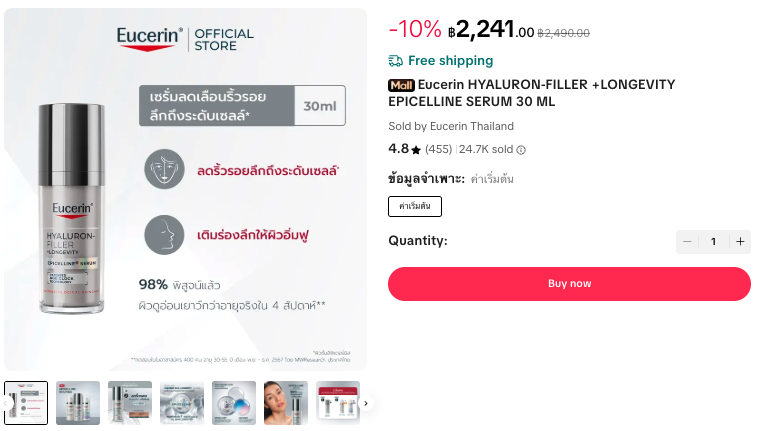 Eucerin® OFFICIAL STORE
เซรั่มลดเลือนริ้วรอย
ลึกถึงระดับเซลล์*
30ml
ลดริ้วรอยลึกถึงระดับเซลล์*
เติมร่องลึกให้ผิวอิ่มฟู
98% พิสูจน์แล้ว
ผิวดูอ่อนเยาว์กว่าอายุจริงใน 4 สัปดาห์**
Eucerin®
HYALURON-
FILLER
+LONGEVITY
EPICELLINE® SERUM
-10% ฿2,241.00 ฿2,490.00
Free shipping
Mall Eucerin HYALURON-FILLER +LONGEVITY
EPICELLINE SERUM 30 ML
Sold by Eucerin Thailand
4.8 (455) 24.7K sold
ข้อมูลจำเพาะ: ค่าเริ่มต้น
ค่าเริ่มต้น
Quantity: − 1 +
Buy now